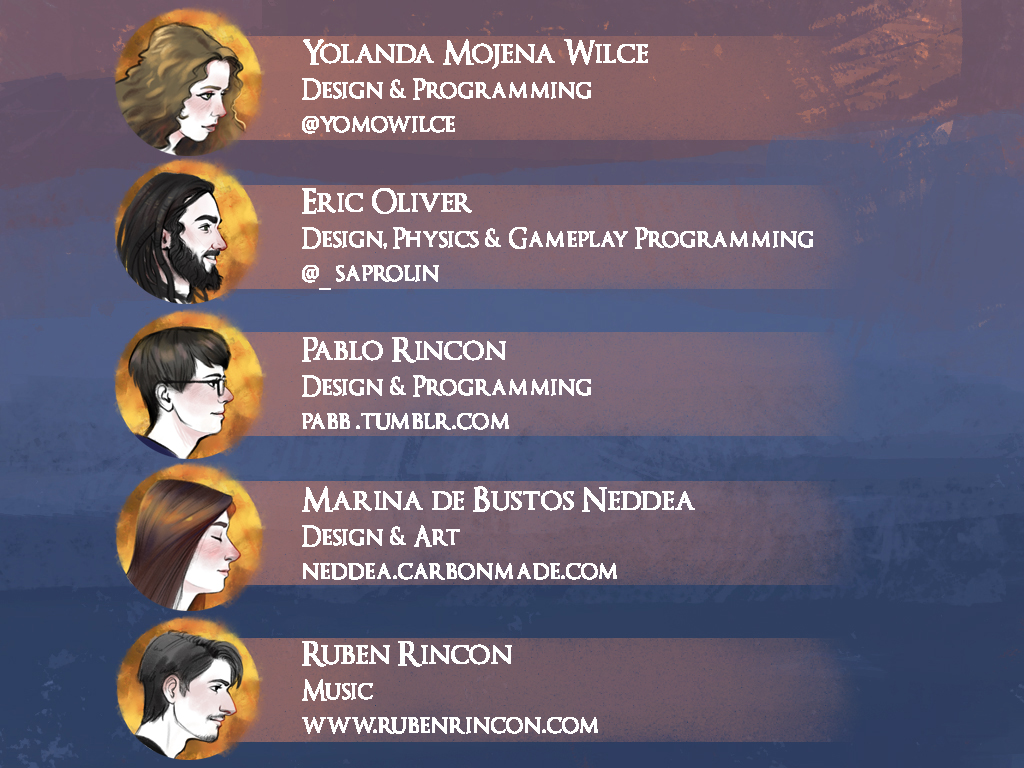 Yolanda Mojena Wilce
Design & Programming
@yomowilce
Eric Oliver
Design, Physics & Gameplay Programming
@_saprolin
Pablo Rincon
Design & Programming
pabb.tumblr.com
Marina de Bustos Neddea
Design & Art
neddea.carbonmade.com
Ruben Rincon
Music
www.rubenrincon.com